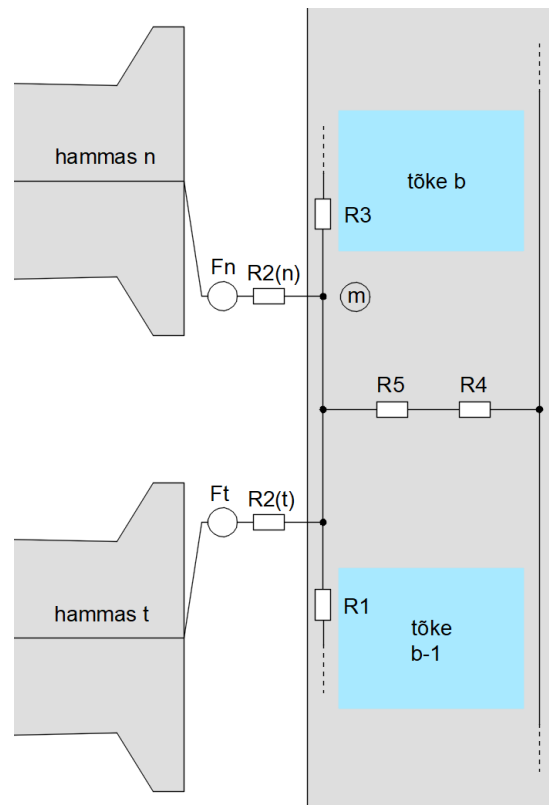 hammas n
tõke b
R3
Fn
R2(n)
m
R5
R4
Ft
R2(t)
hammas t
R1
tõke
b-1